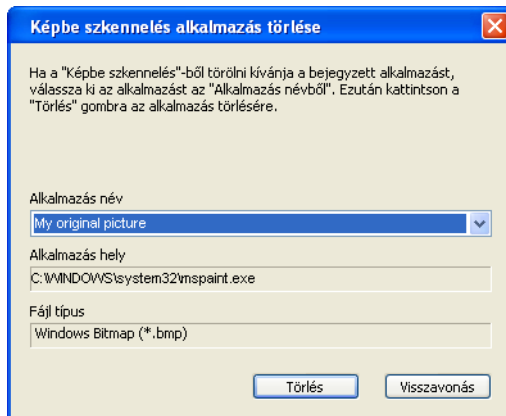 Képbe szkennelés alkalmazás törlése
Ha a "Képbe szkennelés"-ből törölni kívánja a bejegyzett alkalmazást,
válassza ki az alkalmazást az "Alkalmazás névből". Ezután kattintson a
"Törlés" gombra az alkalmazás törlésére.
Alkalmazás név
My original picture
Alkalmazás hely
C:\WINDOWS\system32\mspaint.exe
Fájl típus
Windows Bitmap (*.bmp)
Törlés Visszavonás